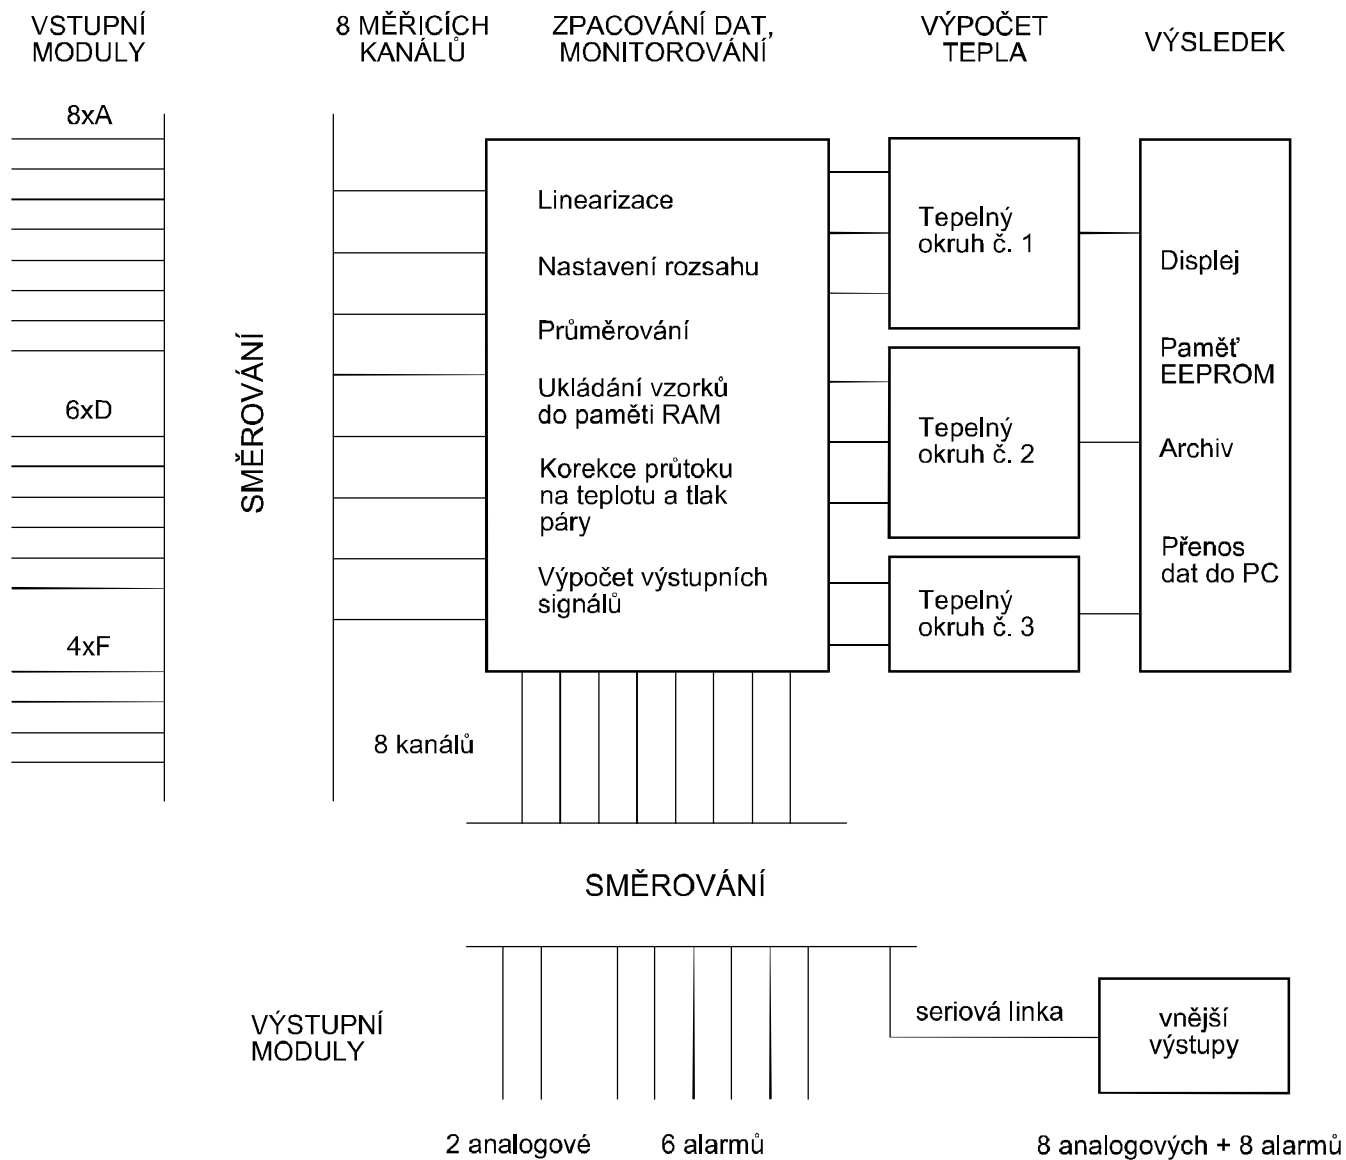 VSTUPNÍ
MODULY
8 MĚŘICÍCH
KANÁLŮ
ZPACOVÁNÍ DAT,
MONITOROVÁNÍ
VÝPOČET
TEPLA
VÝSLEDEK
8xA
6xD
4xF
SMĚROVÁNÍ
Linearizace
Nastavení rozsahu
Průměrování
Ukládání vzorků
do paměti RAM
Korekce průtoku
na teplotu a tlak
páry
Výpočet výstupních
signálů
Tepelný
okruh č. 1
Tepelný
okruh č. 2
Tepelný
okruh č. 3
Displej
Paměť
EEPROM
Archiv
Přenos
dat do PC
8 kanálů
SMĚROVÁNÍ
VÝSTUPNÍ
MODULY
seriová linka
vnější
výstupy
2 analogové
6 alarmů
8 analogových + 8 alarmů